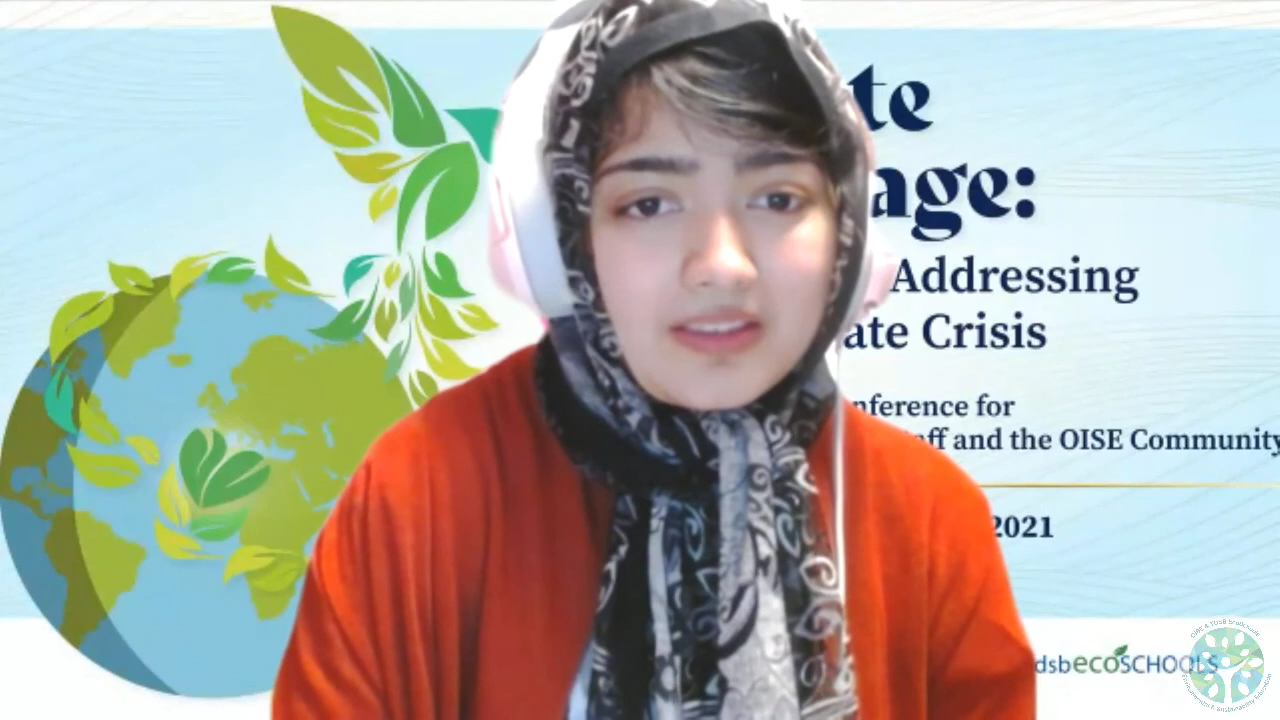 te
age:
Addressing
ate Crisis
nference for
ff and the OISE Community
2021
dsbecoSCHOOLS